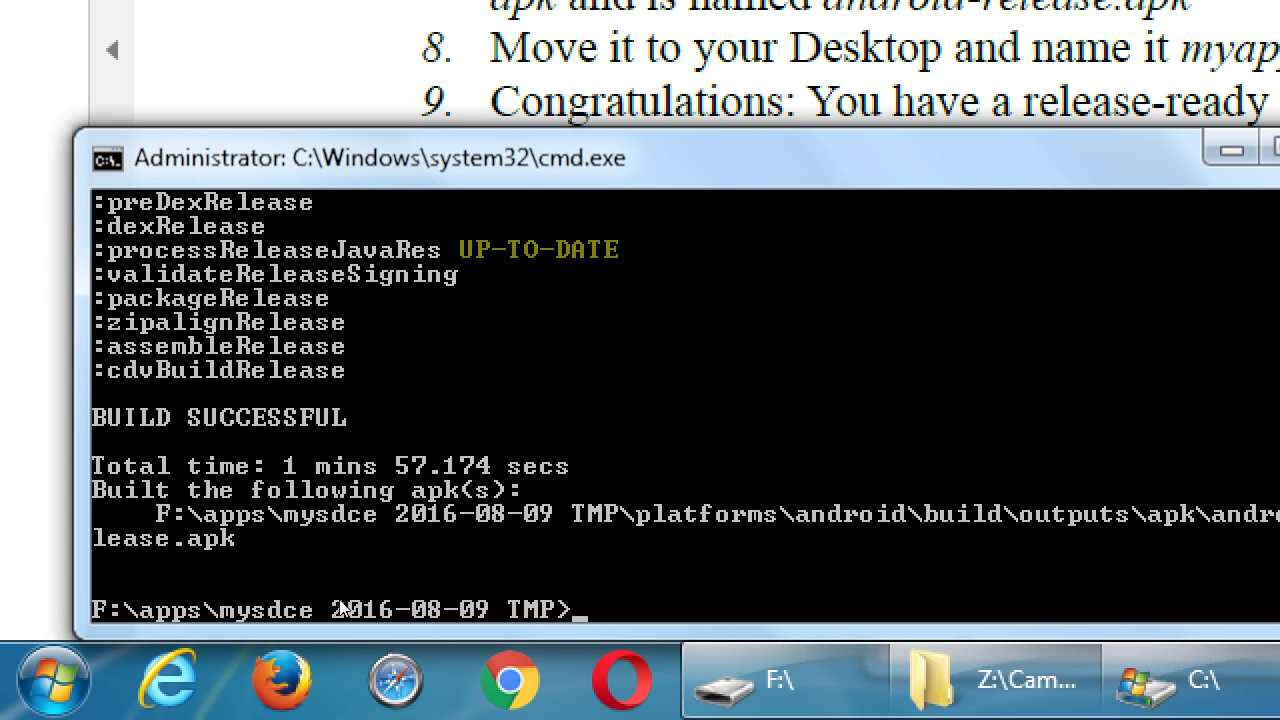 apk and is named android-release.apk
8. Move it to your Desktop and name it myapp
9. Congratulations: You have a release-ready
Administrator: C:\Windows\system32\cmd.exe
:preDexRelease
:dexRelease
:processReleaseJavaRes UP-TO-DATE
:validateReleaseSigning
:packageRelease
:zipalignRelease
:assembleRelease
:cdvBuildRelease
BUILD SUCCESSFUL
Total time: 1 mins 57.174 secs
Built the following apk(s):
F:\apps\mysdce 2016-08-09 TMP\platforms\android\build\outputs\apk\andro
lease.apk
F:\apps\mysdce 2016-08-09 TMP>_
F:\ Z:\Cam... C:\